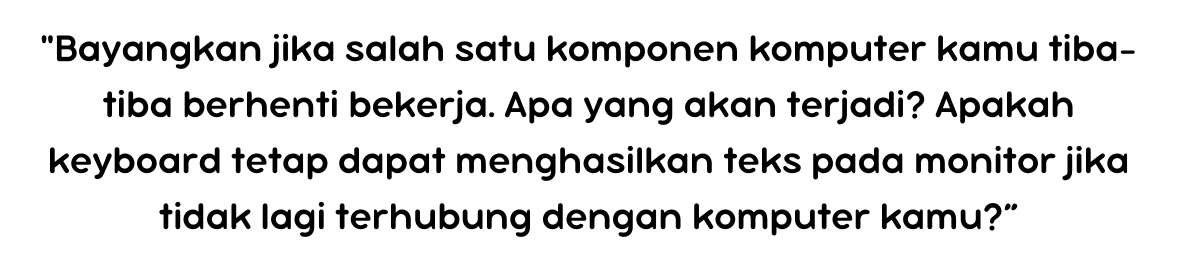 "Bayangkan jika salah satu komponen komputer kamu tiba-
tiba berhenti bekerja. Apa yang akan terjadi? Apakah
keyboard tetap dapat menghasilkan teks pada monitor jika
tidak lagi terhubung dengan komputer kamu?”